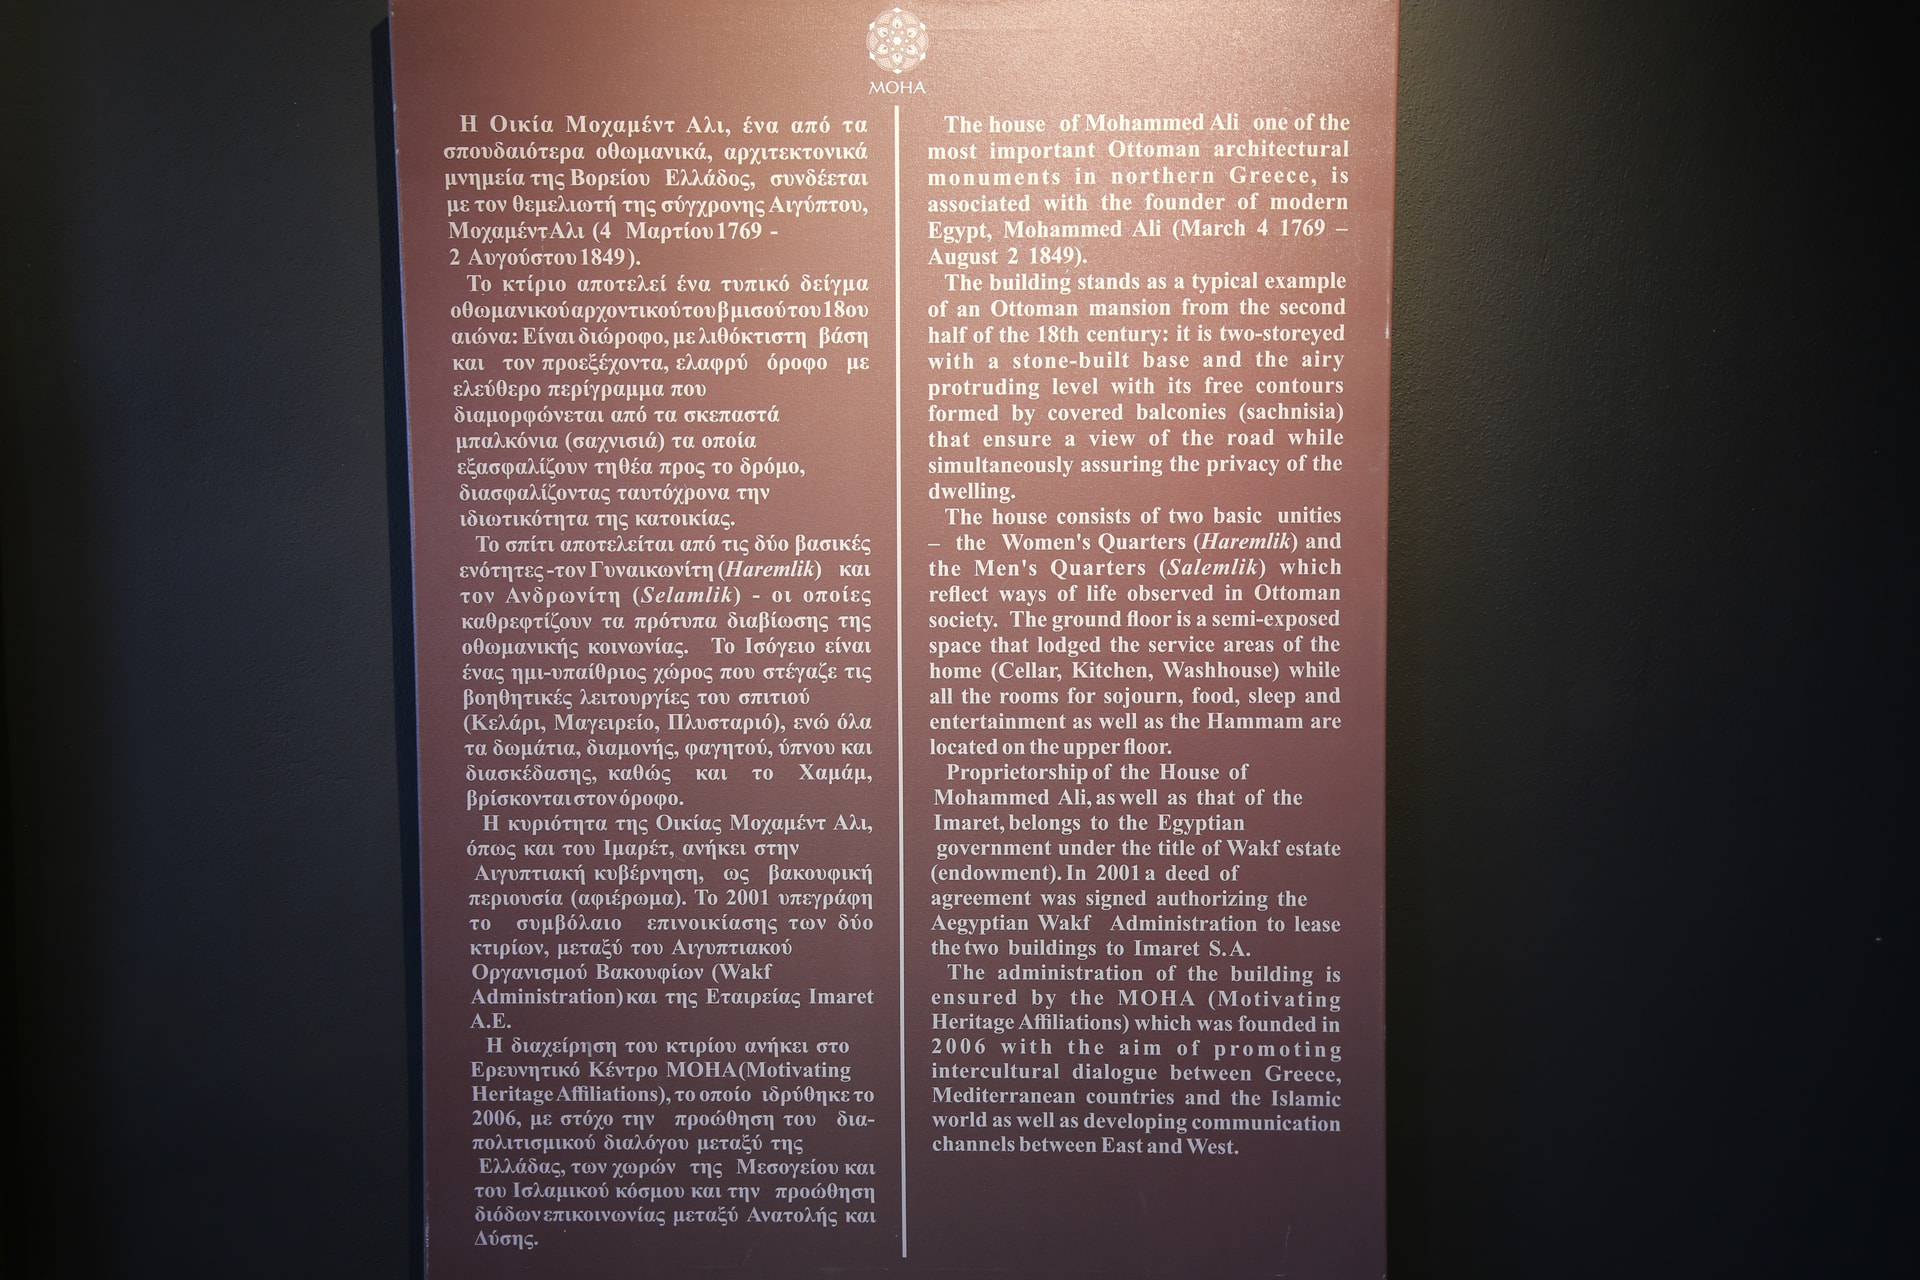 MOHA
Η Οικία Μοχαμέντ Αλι, ένα από τα
σπουδαιότερα οθωμανικά, αρχιτεκτονικά
μνημεία της Βορείου Ελλάδος, συνδέεται
με τον θεμελιωτή της σύγχρονης Αιγύπτου,
Μοχαμέντ Αλι (4 Μαρτίου 1769 -
2 Αυγούστου 1849).
Το κτίριο αποτελεί ένα τυπικό δείγμα
οθωμανικού αρχοντικού του β μισού του 18ου
αιώνα: Είναι διώροφο, με λιθόκτιστη βάση
και τον προεξέχοντα, ελαφρύ όροφο με
ελεύθερο περίγραμμα που
διαμορφώνεται από τα σκεπαστά
μπαλκόνια (σαχνισιά) τα οποία
εξασφαλίζουν τη θέα προς το δρόμο,
διασφαλίζοντας ταυτόχρονα την
ιδιωτικότητα της κατοικίας.
Το σπίτι αποτελείται από τις δύο βασικές
ενότητες -τον Γυναικωνίτη (Haremlik) και
τον Ανδρωνίτη (Selamlik) - οι οποίες
καθρεφτίζουν τα πρότυπα διαβίωσης της
οθωμανικής κοινωνίας. Το Ισόγειο είναι
ένας ημι-υπαίθριος χώρος που στέγαζε τις
βοηθητικές λειτουργίες του σπιτιού
(Κελάρι, Μαγειρείο, Πλυσταριό), ενώ όλα
τα δωμάτια, διαμονής, φαγητού, ύπνου και
διασκέδασης, καθώς και το Χαμάμ,
βρίσκονται στον όροφο.
Η κυριότητα της Οικίας Μοχαμέντ Αλι,
όπως και του Ιμαρέτ, ανήκει στην
Αιγυπτιακή κυβέρνηση, ως βακουφική
περιουσία (αφιέρωμα). Το 2001 υπεγράφη
το συμβόλαιο επινοικίασης των δύο
κτιρίων, μεταξύ του Αιγυπτιακού
Οργανισμού Βακουφίων (Wakf
Administration) και της Εταιρείας Imaret
Α.Ε.
Η διαχείρηση του κτιρίου ανήκει στο
Ερευνητικό Κέντρο ΜΟΗΑ (Motivating
Heritage Affiliations), το οποίο ιδρύθηκε το
2006, με στόχο την προώθηση του δια-
πολιτισμικού διαλόγου μεταξύ της
Ελλάδας, των χωρών της Μεσογείου και
του Ισλαμικού κόσμου και την προώθηση
διόδων επικοινωνίας μεταξύ Ανατολής και
Δύσης.
The house of Mohammed Ali one of the
most important Ottoman architectural
monuments in northern Greece, is
associated with the founder of modern
Egypt, Mohammed Ali (March 4 1769 –
August 2 1849).
The building stands as a typical example
of an Ottoman mansion from the second
half of the 18th century: it is two-storeyed
with a stone-built base and the airy
protruding level with its free contours
formed by covered balconies (sachnisia)
that ensure a view of the road while
simultaneously assuring the privacy of the
dwelling.
The house consists of two basic unities
– the Women's Quarters (Haremlik) and
the Men's Quarters (Salemlik) which
reflect ways of life observed in Ottoman
society. The ground floor is a semi-exposed
space that lodged the service areas of the
home (Cellar, Kitchen, Washhouse) while
all the rooms for sojourn, food, sleep and
entertainment as well as the Hammam are
located on the upper floor.
Proprietorship of the House of
Mohammed Ali, as well as that of the
Imaret, belongs to the Egyptian
government under the title of Wakf estate
(endowment). In 2001 a deed of
agreement was signed authorizing the
Aegyptian Wakf Administration to lease
the two buildings to Imaret S.A.
The administration of the building is
ensured by the MOHA (Motivating
Heritage Affiliations) which was founded in
2006 with the aim of promoting
intercultural dialogue between Greece,
Mediterranean countries and the Islamic
world as well as developing communication
channels between East and West.